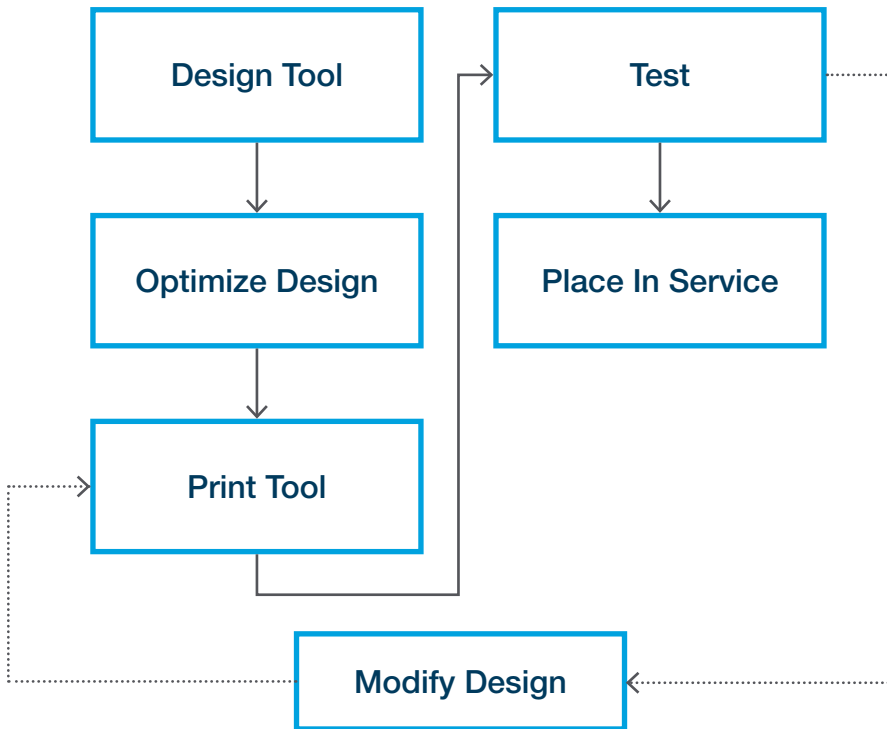 Design Tool
Optimize Design
Print Tool
Test
Place In Service
Modify Design